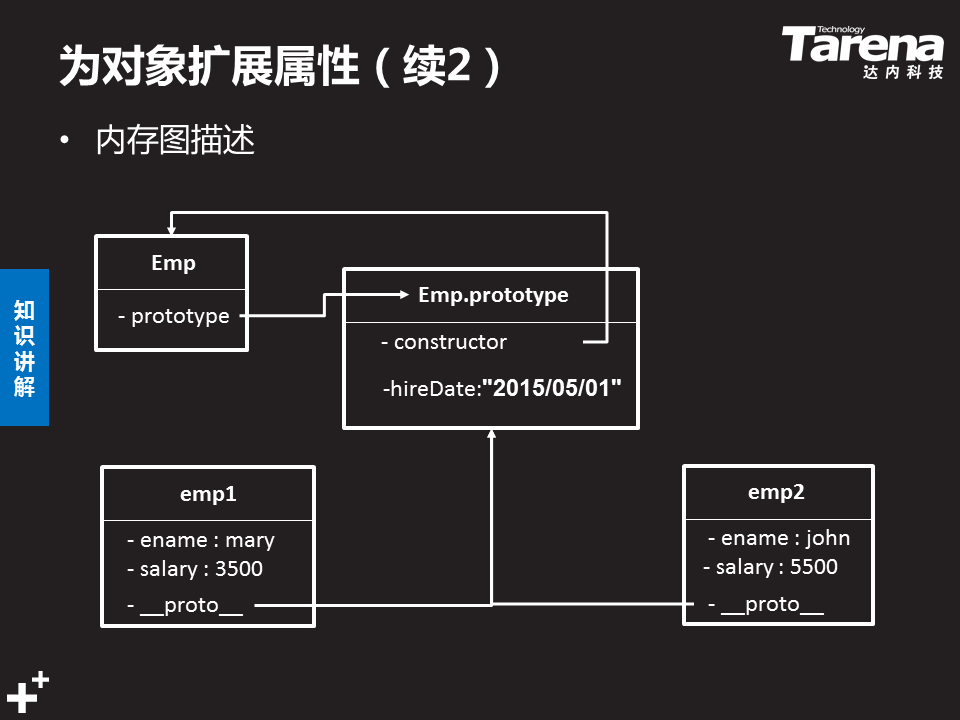 为对象扩展属性（续2）
Technology
Tarena
达内科技
• 内存图描述
知识讲解
Emp
- prototype
Emp.prototype
- constructor
-hireDate:"2015/05/01"
emp1
- ename : mary
- salary : 3500
- __proto__
emp2
- ename : john
- salary : 5500
- __proto__